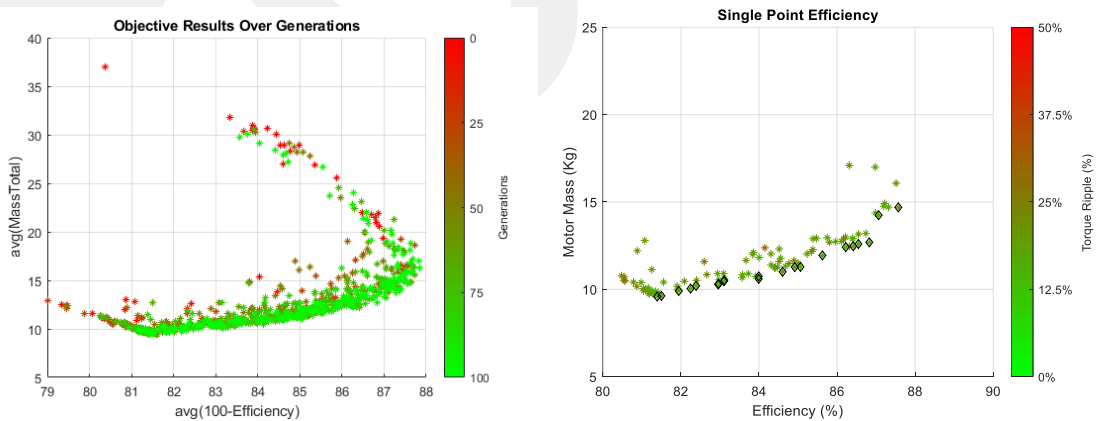 Objective Results Over Generations
avg(MassTotal)
40
35
30
25
20
15
10
5
79 80 81 82 83 84 85 86 87 88
avg(100-Efficiency)
0
25
50
75
100
Generations
Single Point Efficiency
Motor Mass (Kg)
25
20
15
10
5
80 82 84 86 88 90
Efficiency (%)
50%
37.5%
25%
12.5%
0%
Torque Ripple (%)